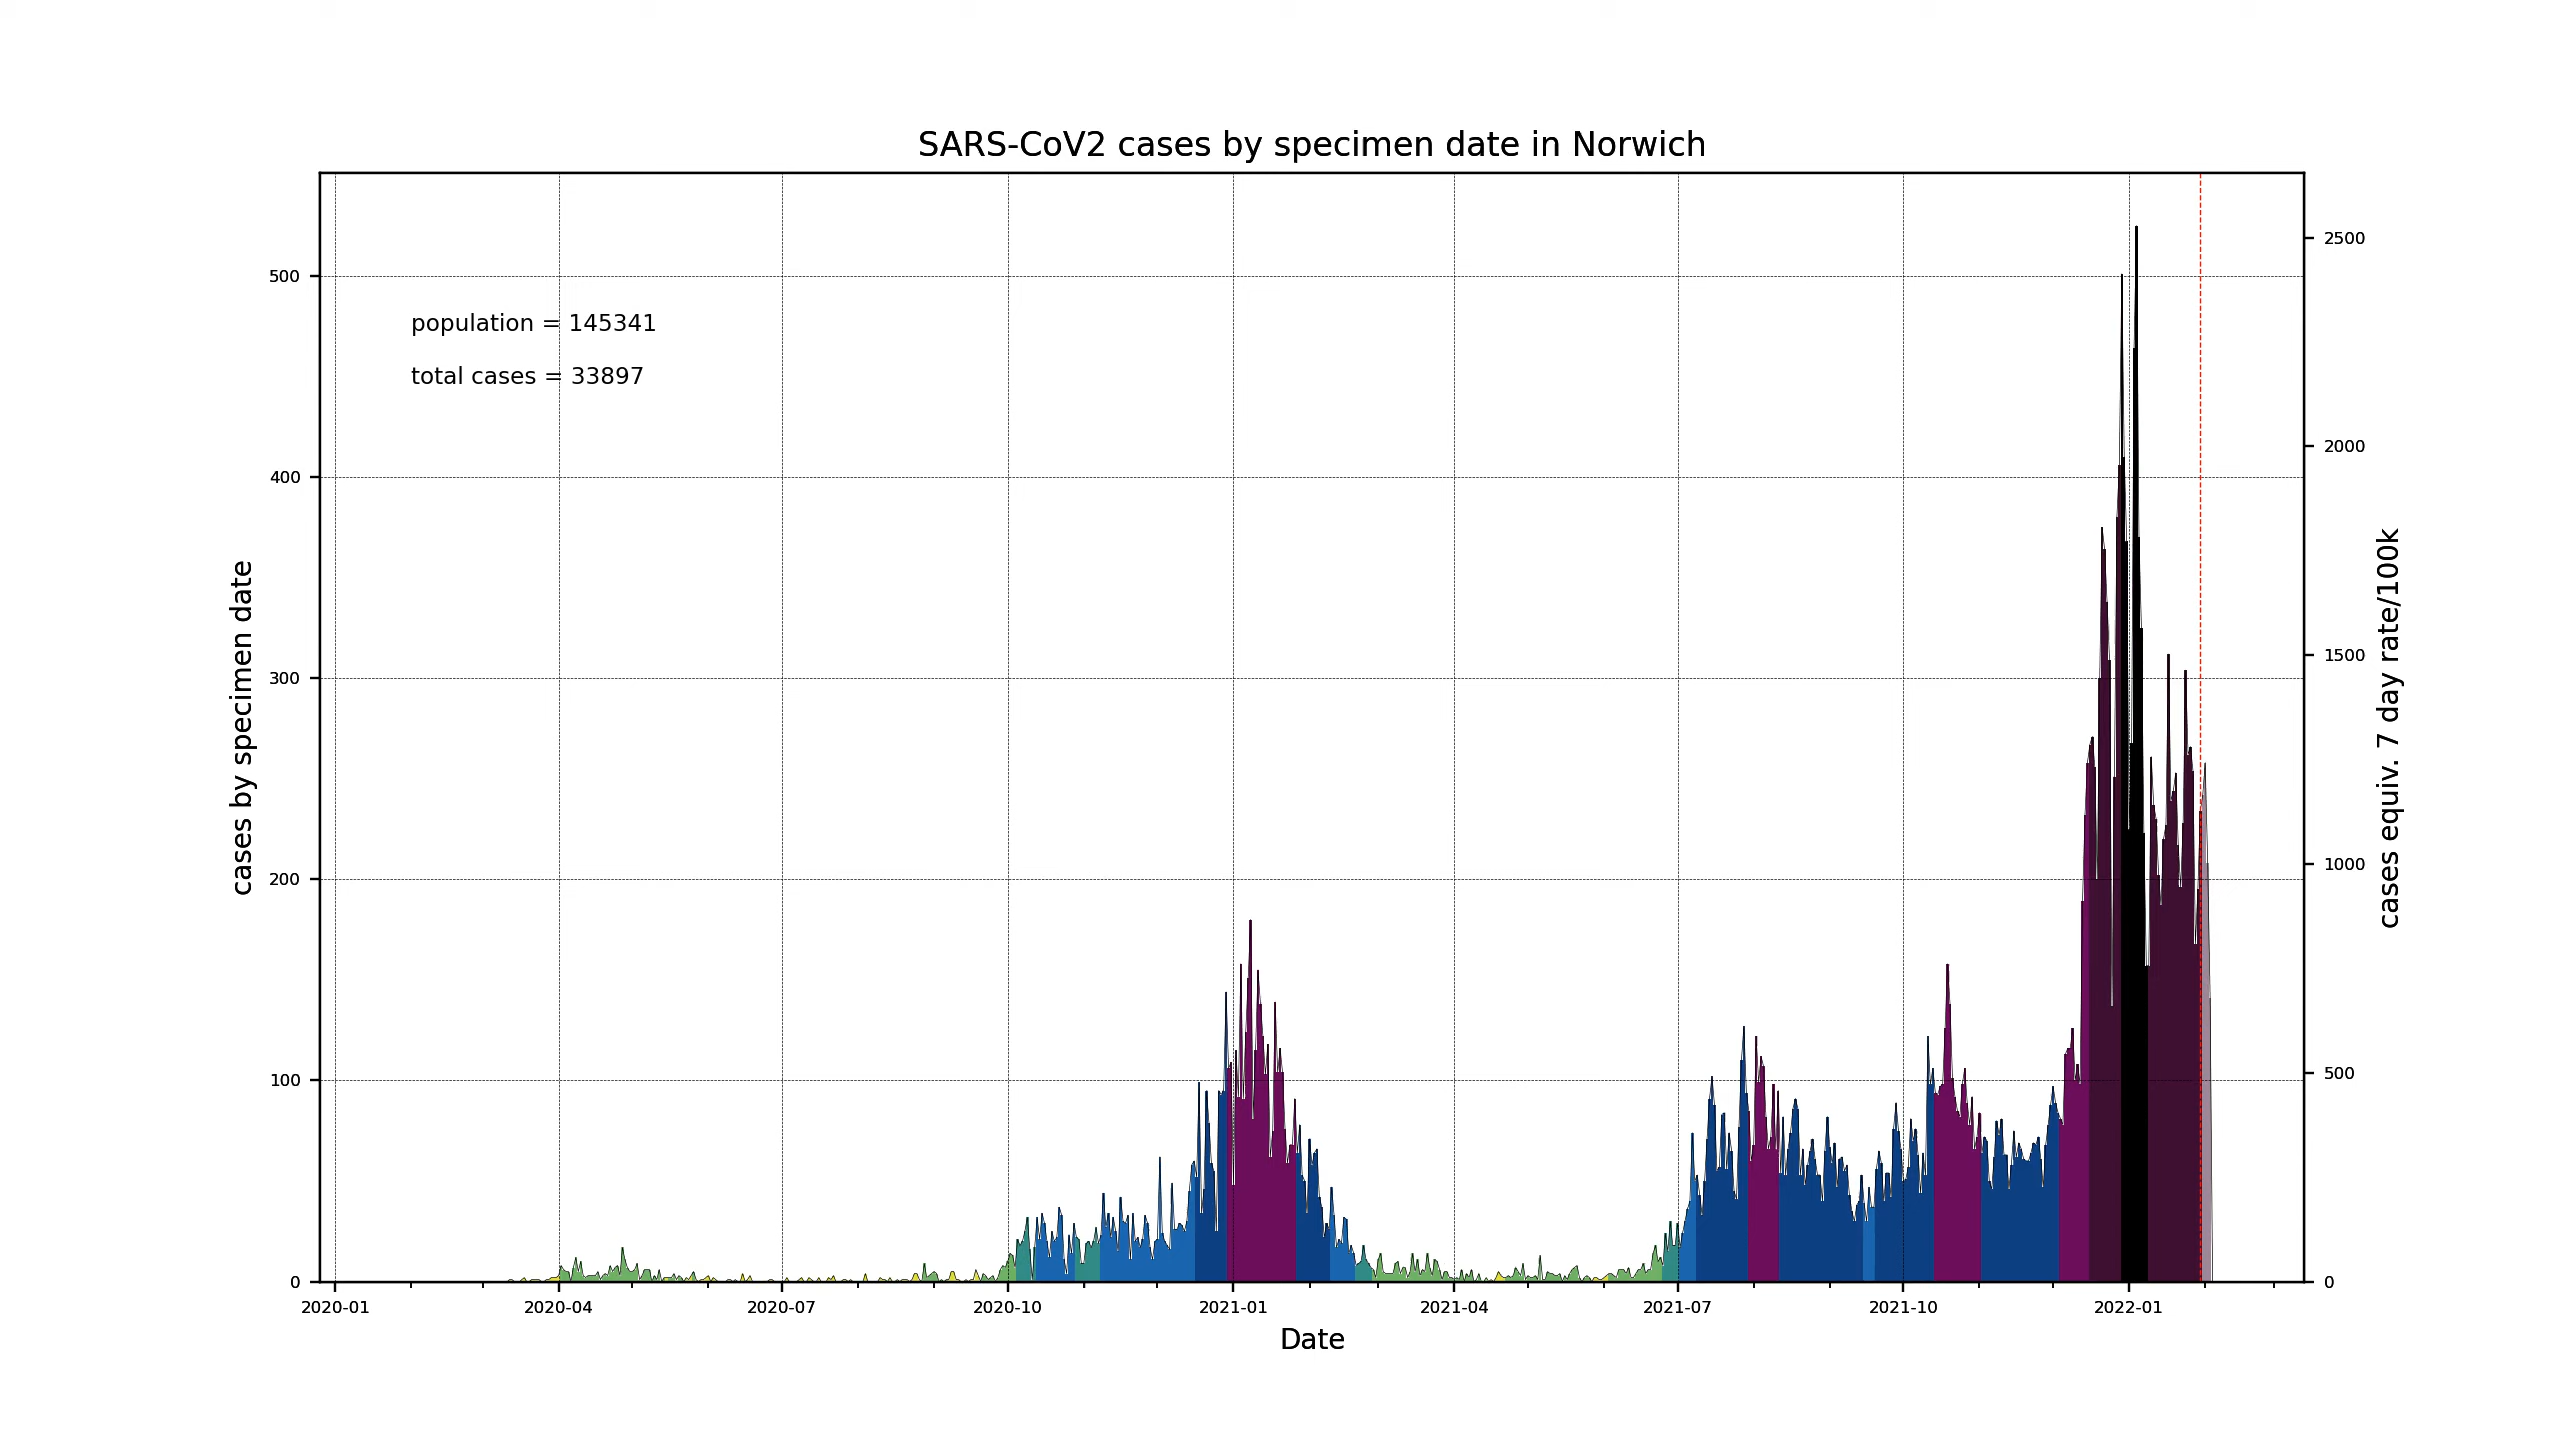 SARS-CoV2 cases by specimen date in Norwich
population = 145341
total cases = 33897
cases by specimen date
500
400
300
200
100
0
2500
2000
1500
1000
500
0
cases equiv. 7 day rate/100k
2020-01 2020-04 2020-07 2020-10 2021-01 2021-04 2021-07 2021-10 2022-01
Date